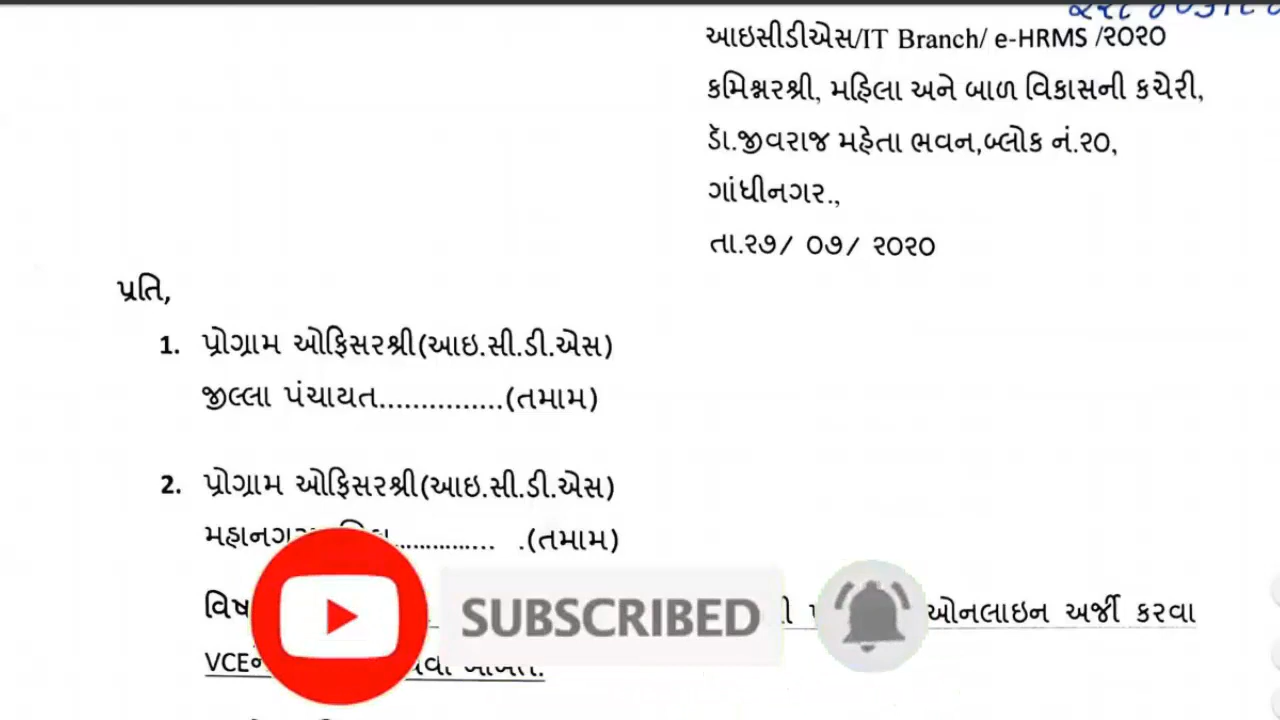 આઇસીડીએસ/IT Branch/ e-HRMS /૨૦૨૦
કમિશ્નરશ્રી, મહિલા અને બાળ વિકાસની કચેરી,
ડૉ.જીવરાજ મહેતા ભવન,બ્લોક નં.૨૦,
ગાંધીનગર.,
તા.૨૭/ ૦૭/ ૨૦૨૦
પ્રતિ,
1. પ્રોગ્રામ ઓફિસરશ્રી(આઇ.સી.ડી.એસ)
જીલ્લા પંચાયત...............(તમામ)
2. પ્રોગ્રામ ઓફિસરશ્રી(આઇ.સી.ડી.એસ)
.............. .(તમામ)
ઓનલાઇન અર્જી કરવા
SUBSCRIBED